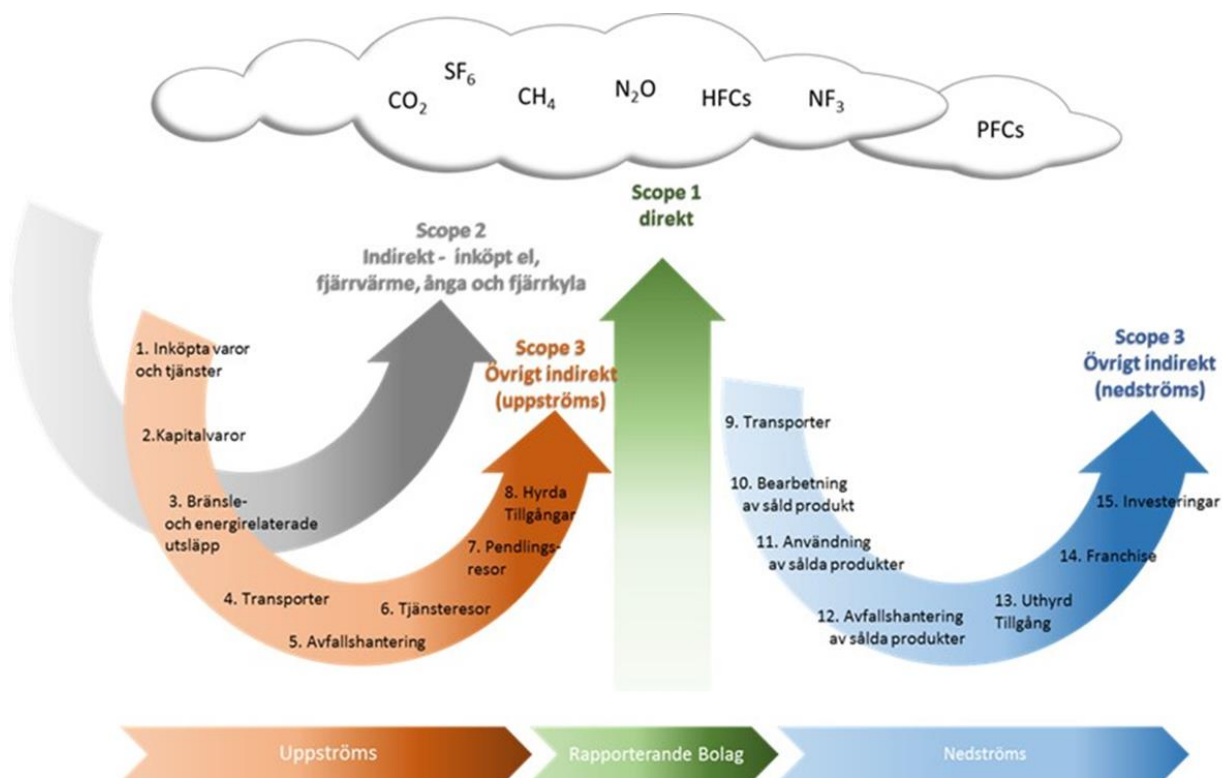 SF₆
CO₂
CH₄
N₂O
HFCs
NF₃
PFCs
Scope 1
direkt
Scope 2
Indirekt - inköpt el,
fjärrvärme, ånga och fjärrkyla
Scope 3
Övrigt indirekt
(uppströms)
Scope 3
Övrigt indirekt
(nedströms)
1. Inköpta varor
och tjänster
2.Kapitalvaror
3. Bränsle-
och energirelaterade
utsläpp
4. Transporter
5. Avfallshantering
6. Tjänsteresor
7. Pendlings-
resor
8. Hyrda
Tillgångar
9. Transporter
10. Bearbetning
av såld produkt
11. Användning
av sålda produkter
12. Avfallshantering
av sålda produkter
13. Uthyrd
Tillgång
14. Franchise
15. Investeringar
Uppströms
Rapporterande Bolag
Nedströms